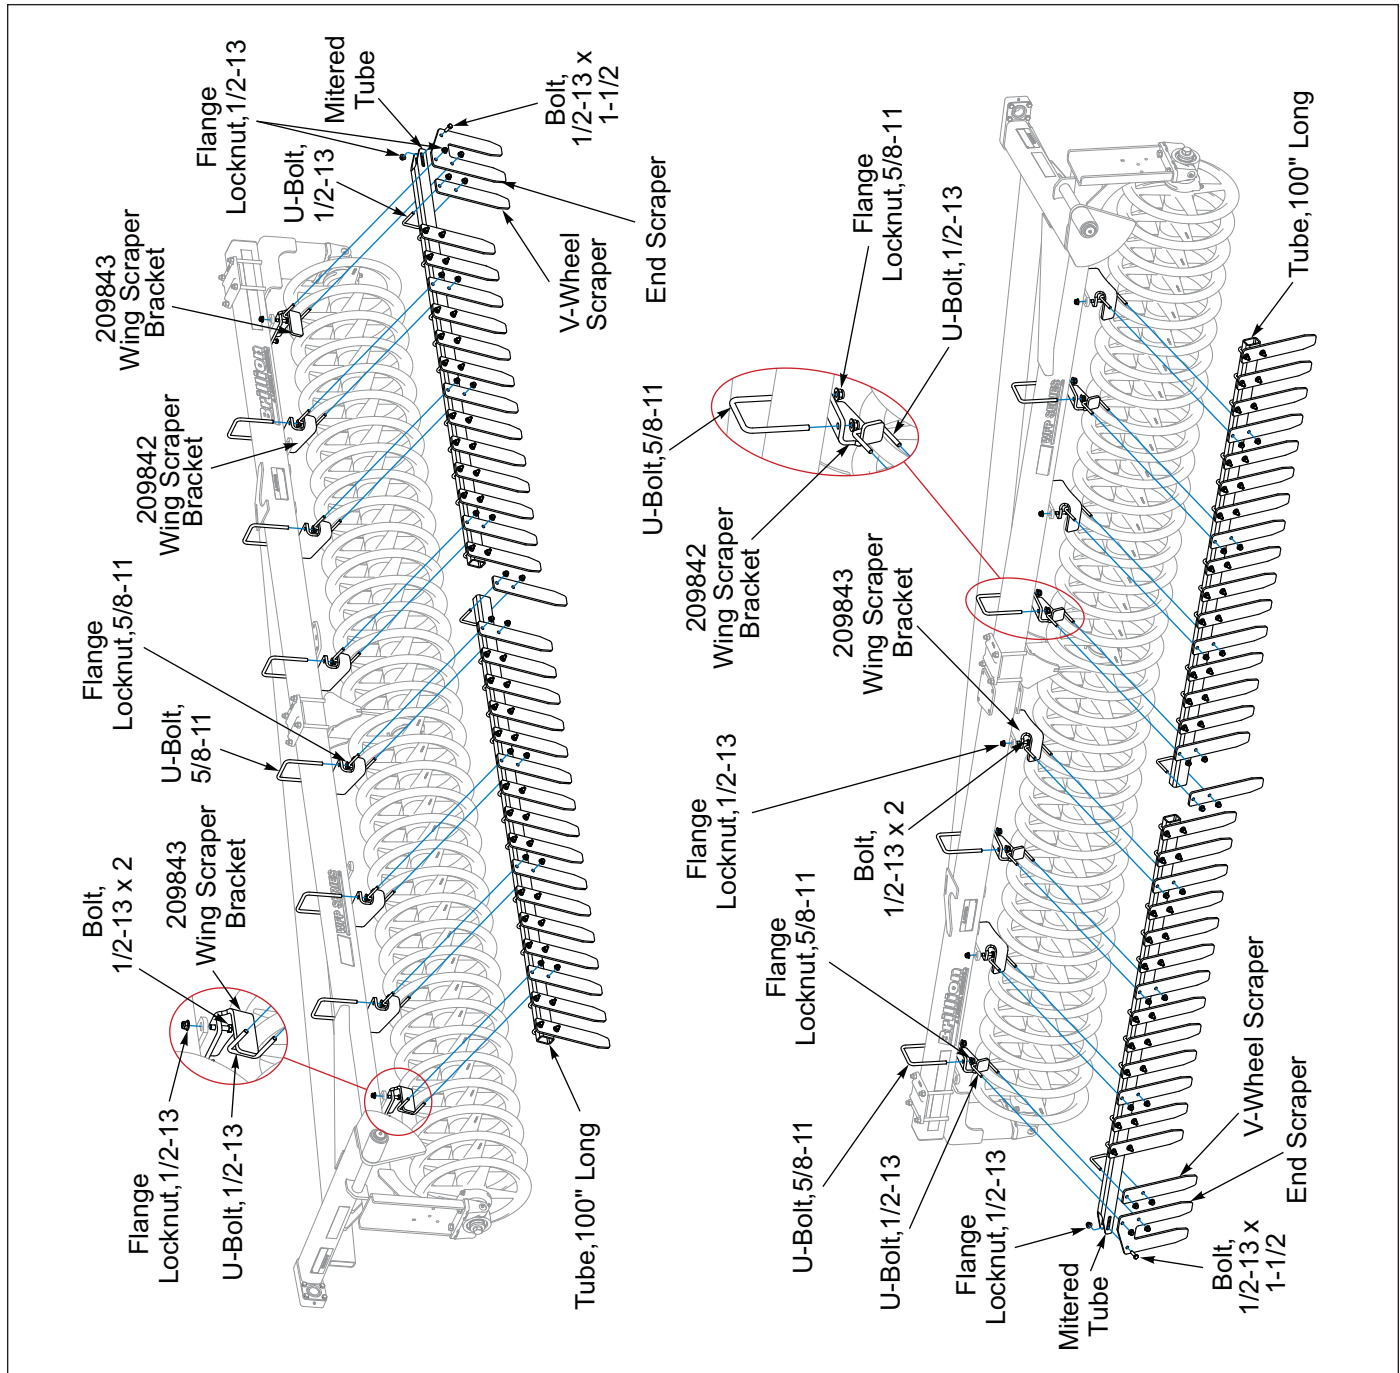 Flange
Locknut,1/2-13
Mitered
Tube
U-Bolt,
1/2-13
Bolt,
1/2-13 x
1-1/2
End Scraper
V-Wheel
Scraper
209843
Wing Scraper
Bracket
209842
Wing Scraper
Bracket
Brillion
WFP SERIES
Flange
Locknut,5/8-11
U-Bolt,
5/8-11
209843
Wing Scraper
Bracket
Bolt,
1/2-13 x 2
Flange
Locknut,1/2-13
U-Bolt,1/2-13
Tube,100" Long
Tube,100" Long
Flange
Locknut,5/8-11
U-Bolt,1/2-13
U-Bolt,5/8-11
209842
Wing Scraper
Bracket
209843
Wing Scraper
Bracket
WFP SERIES
Brillion
Flange
Locknut,1/2-13
Bolt,
1/2-13 x 2
Flange
Locknut,5/8-11
U-Bolt,5/8-11
U-Bolt,1/2-13
Flange
Locknut,1/2-13
Mitered
Tube
Bolt,
1/2-13 x
1-1/2
End Scraper
V-Wheel Scraper